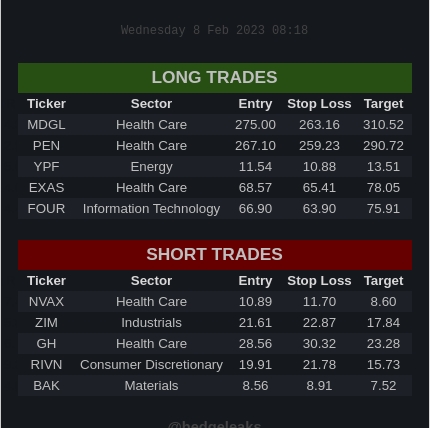 Wednesday 8 Feb 2023 08:18
LONG TRADES
Ticker Sector Entry Stop Loss Target
MDGL Health Care 275.00 263.16 310.52
PEN Health Care 267.10 259.23 290.72
YPF Energy 11.54 10.88 13.51
EXAS Health Care 68.57 65.41 78.05
FOUR Information Technology 66.90 63.90 75.91
SHORT TRADES
Ticker Sector Entry Stop Loss Target
NVAX Health Care 10.89 11.70 8.60
ZIM Industrials 21.61 22.87 17.84
GH Health Care 28.56 30.32 23.28
RIVN Consumer Discretionary 19.91 21.78 15.73
BAK Materials 8.56 8.91 7.52
@hedgeleaks